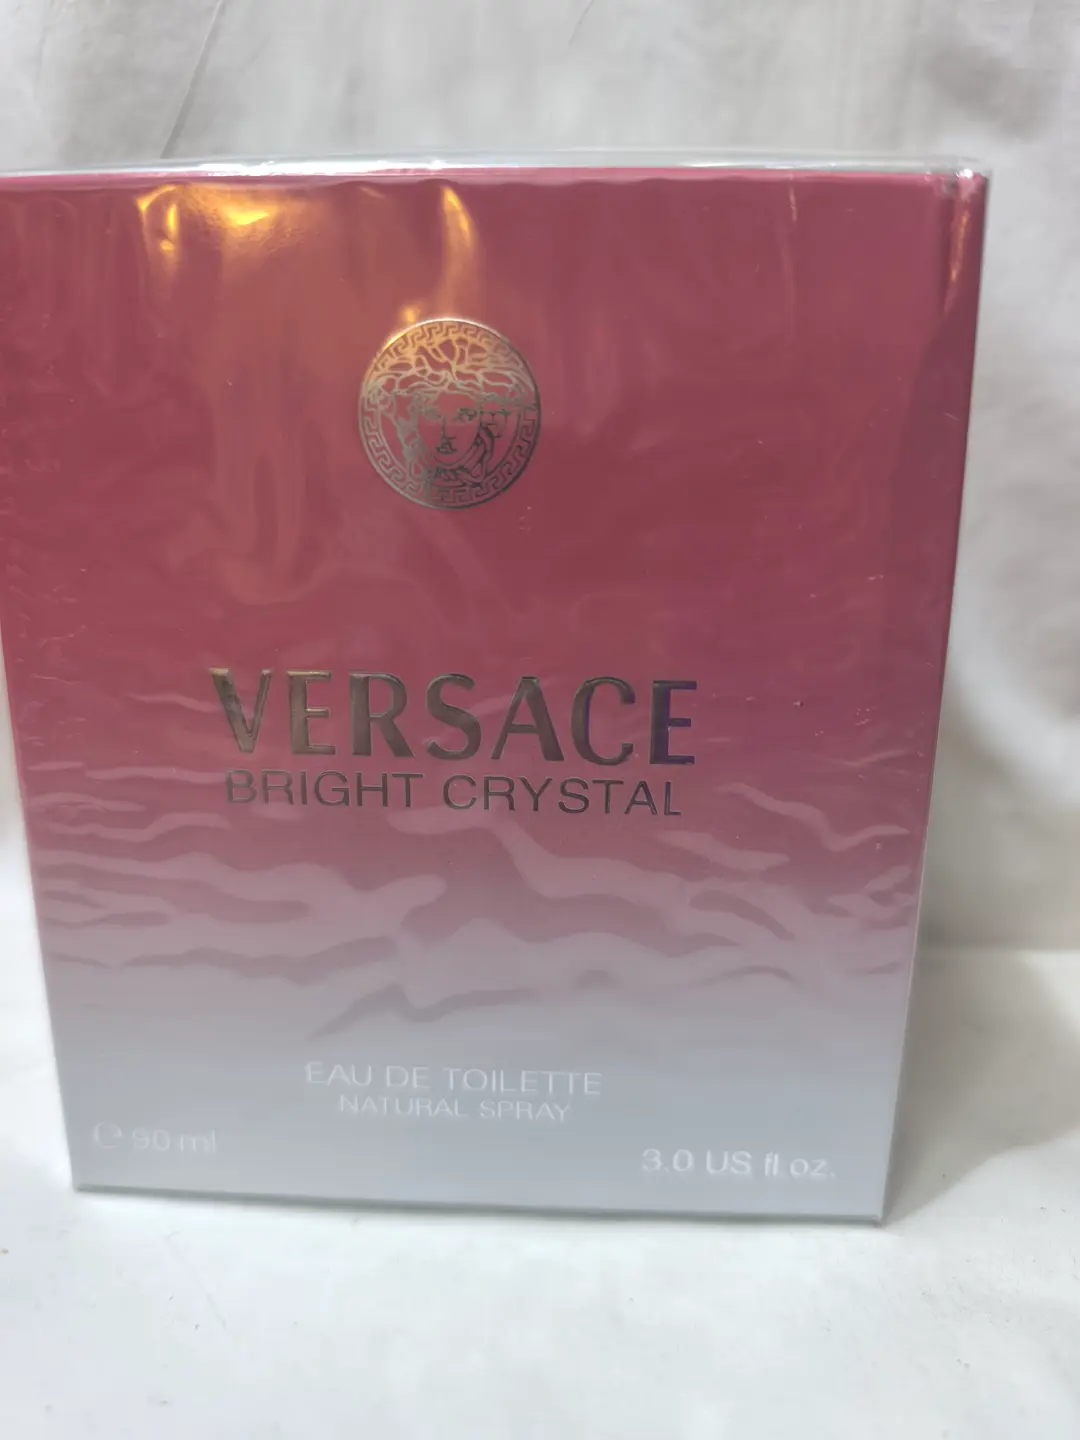 VERSACE
BRIGHT CRYSTAL
EAU DE TOILETTE
NATURAL SPRAY
℮ 90 ml
3.0 US fl.oz.